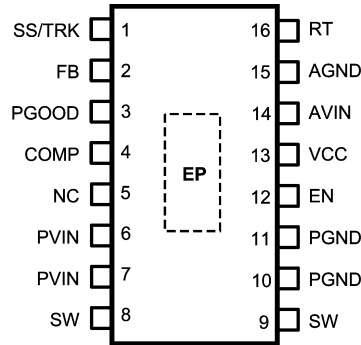 SS/TRK 1 16 RT
FB 2 15 AGND
PGOOD 3 14 AVIN
COMP 4 13 VCC
EP
NC 5 12 EN
PVIN 6 11 PGND
PVIN 7 10 PGND
SW 8 9 SW